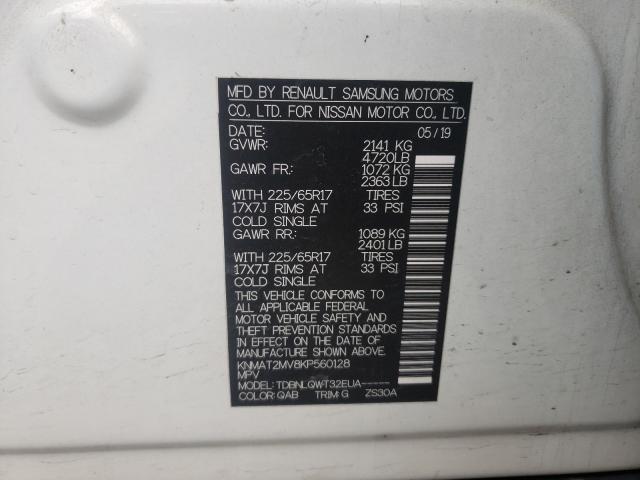 MFD BY RENAULT SAMSUNG MOTORS
CO., LTD. FOR NISSAN MOTOR CO., LTD.
DATE: 05/19
GVWR: 2141 KG
4720LB
GAWR FR: 1072 KG
2363 LB
WITH 225/65R17 TIRES
17X7J RIMS AT 33 PSI
COLD SINGLE
GAWR RR: 1089 KG
2401 LB
WITH 225/65R17 TIRES
17X7J RIMS AT 33 PSI
COLD SINGLE
THIS VEHICLE CONFORMS TO
ALL APPLICABLE FEDERAL
MOTOR VEHICLE SAFETY AND
THEFT PREVENTION STANDARDS
IN EFFECT ON THE DATE OF
MANUFACTURE SHOWN ABOVE.
KNMAT2MV8KP560128
MPV
MODEL: TDBNLQWT32EUA-----
COLOR: QAB TRIM: G ZS30A